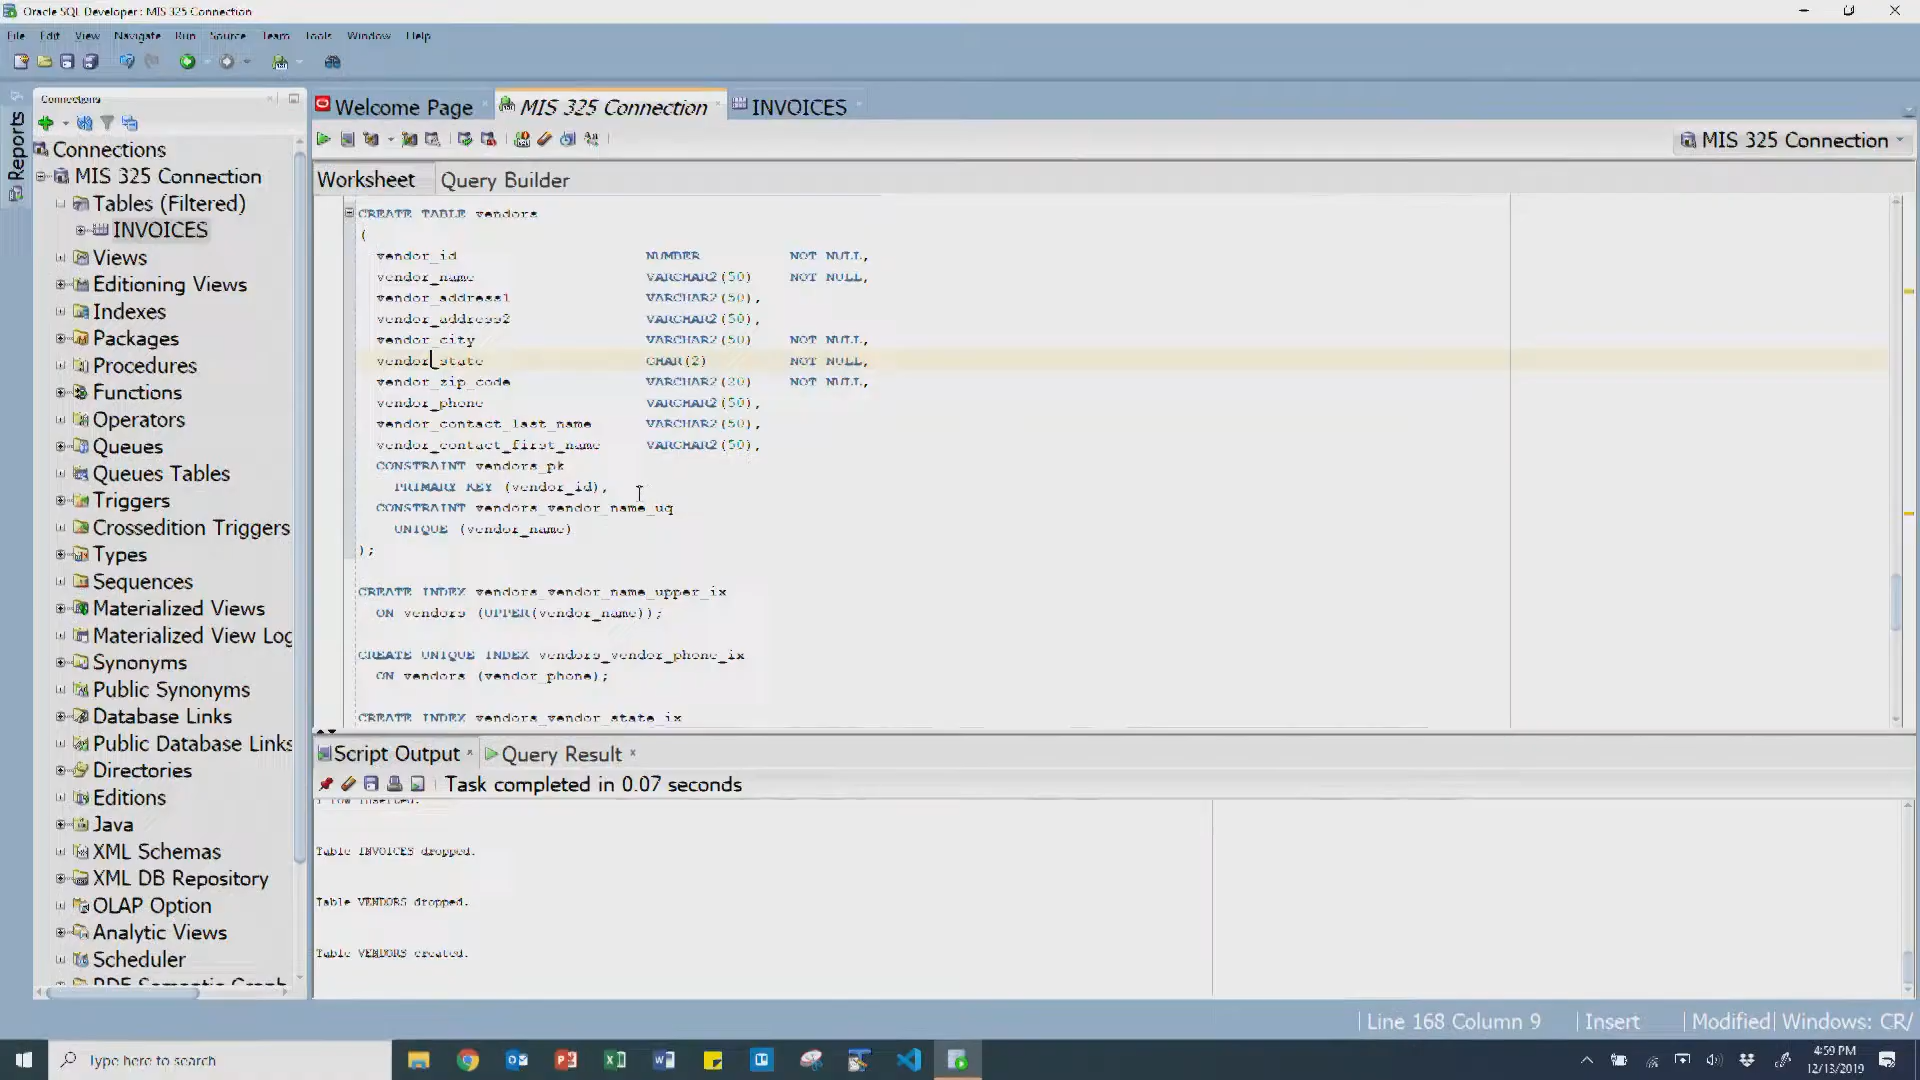 Oracle SQL Developer : MIS 325 Connection
File Edit View Navigate Run Source Team Tools Window Help
Connections
Reports
Welcome Page
MIS 325 Connection
INVOICES
MIS 325 Connection
Worksheet Query Builder
Connections
MIS 325 Connection
Tables (Filtered)
INVOICES
Views
Editioning Views
Indexes
Packages
Procedures
Functions
Operators
Queues
Queues Tables
Triggers
Crossedition Triggers
Types
Sequences
Materialized Views
Materialized View Log
Synonyms
Public Synonyms
Database Links
Public Database Links
Directories
Editions
Java
XML Schemas
XML DB Repository
OLAP Option
Analytic Views
Scheduler
RDF Semantic Graph
CREATE TABLE vendors
(
vendor_id NUMBER NOT NULL,
vendor_name VARCHAR2(50) NOT NULL,
vendor_address1 VARCHAR2(50),
vendor_address2 VARCHAR2(50),
vendor_city VARCHAR2(50) NOT NULL,
vendor_state CHAR(2) NOT NULL,
vendor_zip_code VARCHAR2(20) NOT NULL,
vendor_phone VARCHAR2(50),
vendor_contact_last_name VARCHAR2(50),
vendor_contact_first_name VARCHAR2(50),
CONSTRAINT vendors_pk
PRIMARY KEY (vendor_id),
CONSTRAINT vendors_vendor_name_uq
UNIQUE (vendor_name)
);
CREATE INDEX vendors_vendor_name_upper_ix
ON vendors (UPPER(vendor_name));
CREATE UNIQUE INDEX vendors_vendor_phone_ix
ON vendors (vendor_phone);
CREATE INDEX vendors_vendor_state_ix
Script Output Query Result
Task completed in 0.07 seconds
1 row inserted.
Table INVOICES dropped.
Table VENDORS dropped.
Table VENDORS created.
Line 168 Column 9 Insert Modified Windows: CR/
Type here to search
4:59 PM
12/13/2019